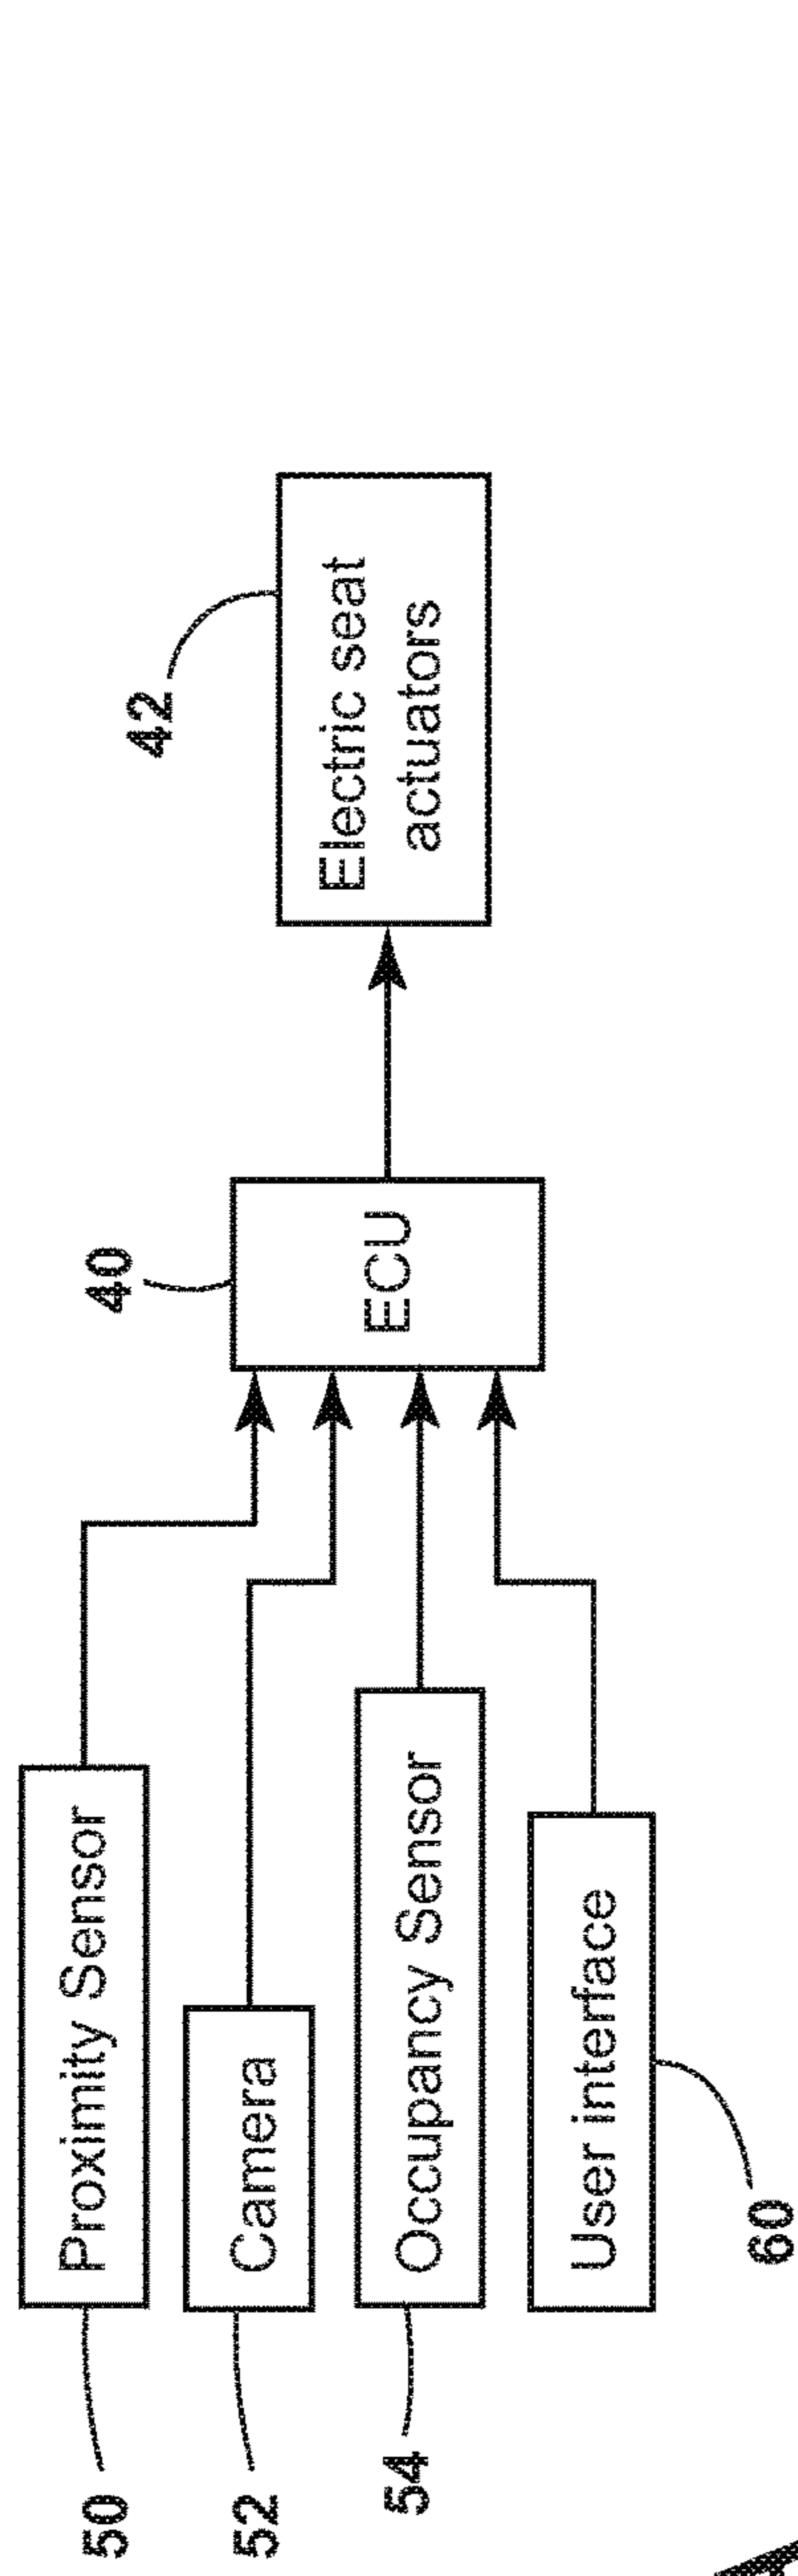 50
Proximity Sensor
52
Camera
54
Occupancy Sensor
User interface
60
40
ECU
42
Electric seat
actuators